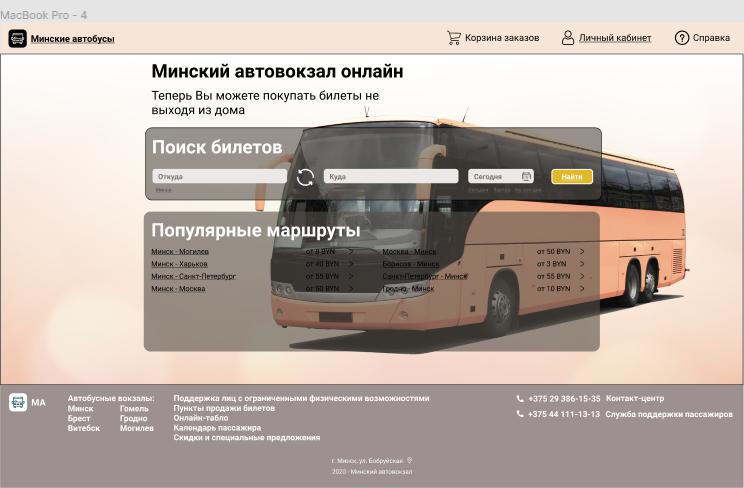 MacBook Pro - 4
Минские автобусы
Корзина заказов
Личный кабинет
Справка
Минский автовокзал онлайн
Теперь Вы можете покупать билеты не
выходя из дома
Поиск билетов
Откуда
Куда
Сегодня
Найти
Минск
Сегодня Завтра
Популярные маршруты
Минск - Могилев от 8 BYN > Москва - Минск от 50 BYN >
Минск - Харьков от 40 BYN > Борисов - Минск от 3 BYN >
Минск - Санкт-Петербург от 55 BYN > Санкт-Петербург - Минск от 55 BYN >
Минск - Москва от 50 BYN > Гродно - Минск от 10 BYN >
МА
Автобусные вокзалы:
Минск Гомель
Брест Гродно
Витебск Могилев
Поддержка лиц с ограниченными физическими возможностями
Пункты продажи билетов
Онлайн-табло
Календарь пассажира
Скидки и специальные предложения
+375 29 386-15-35 Контакт-центр
+375 44 111-13-13 Служба поддержки пассажиров
г. Минск, ул. Бобруйская
2020 - Минский автовокзал